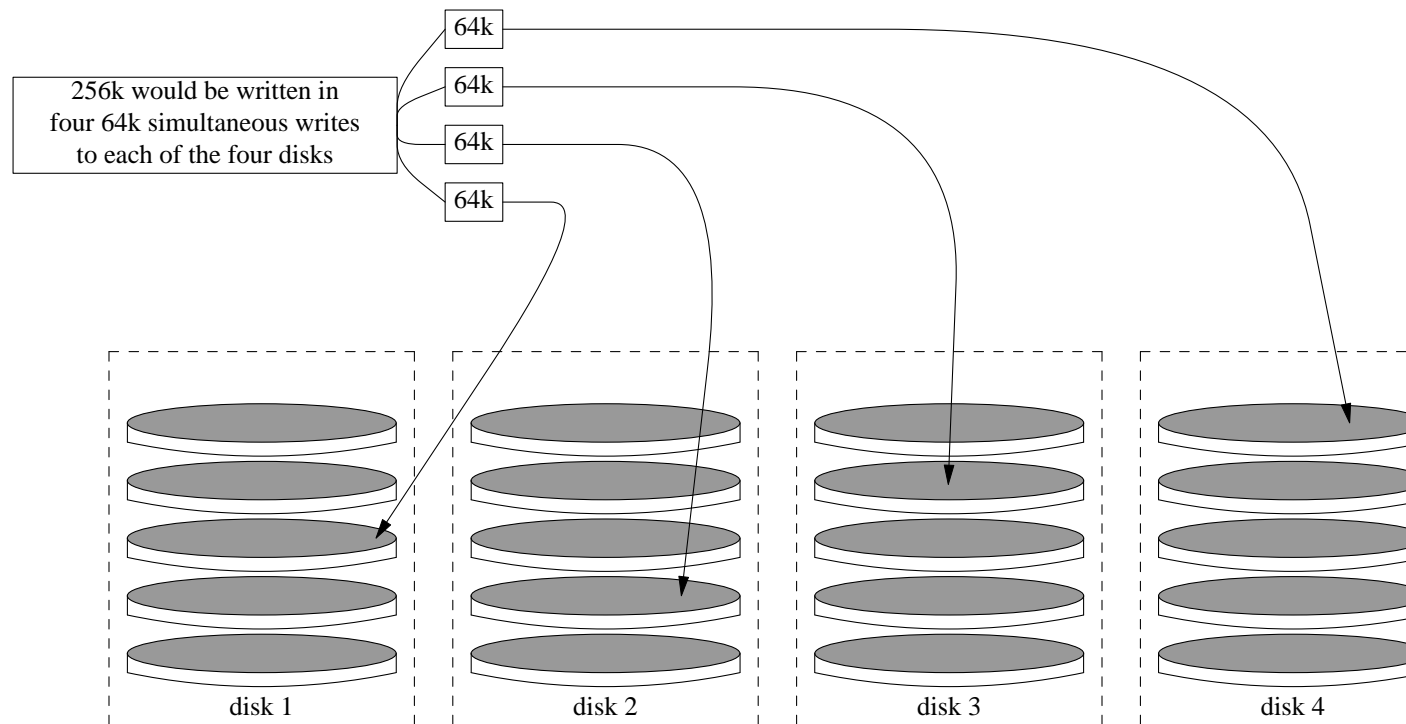 64k
256k would be written in
four 64k simultaneous writes
to each of the four disks
64k
64k
64k
disk 1
disk 2
disk 3
disk 4